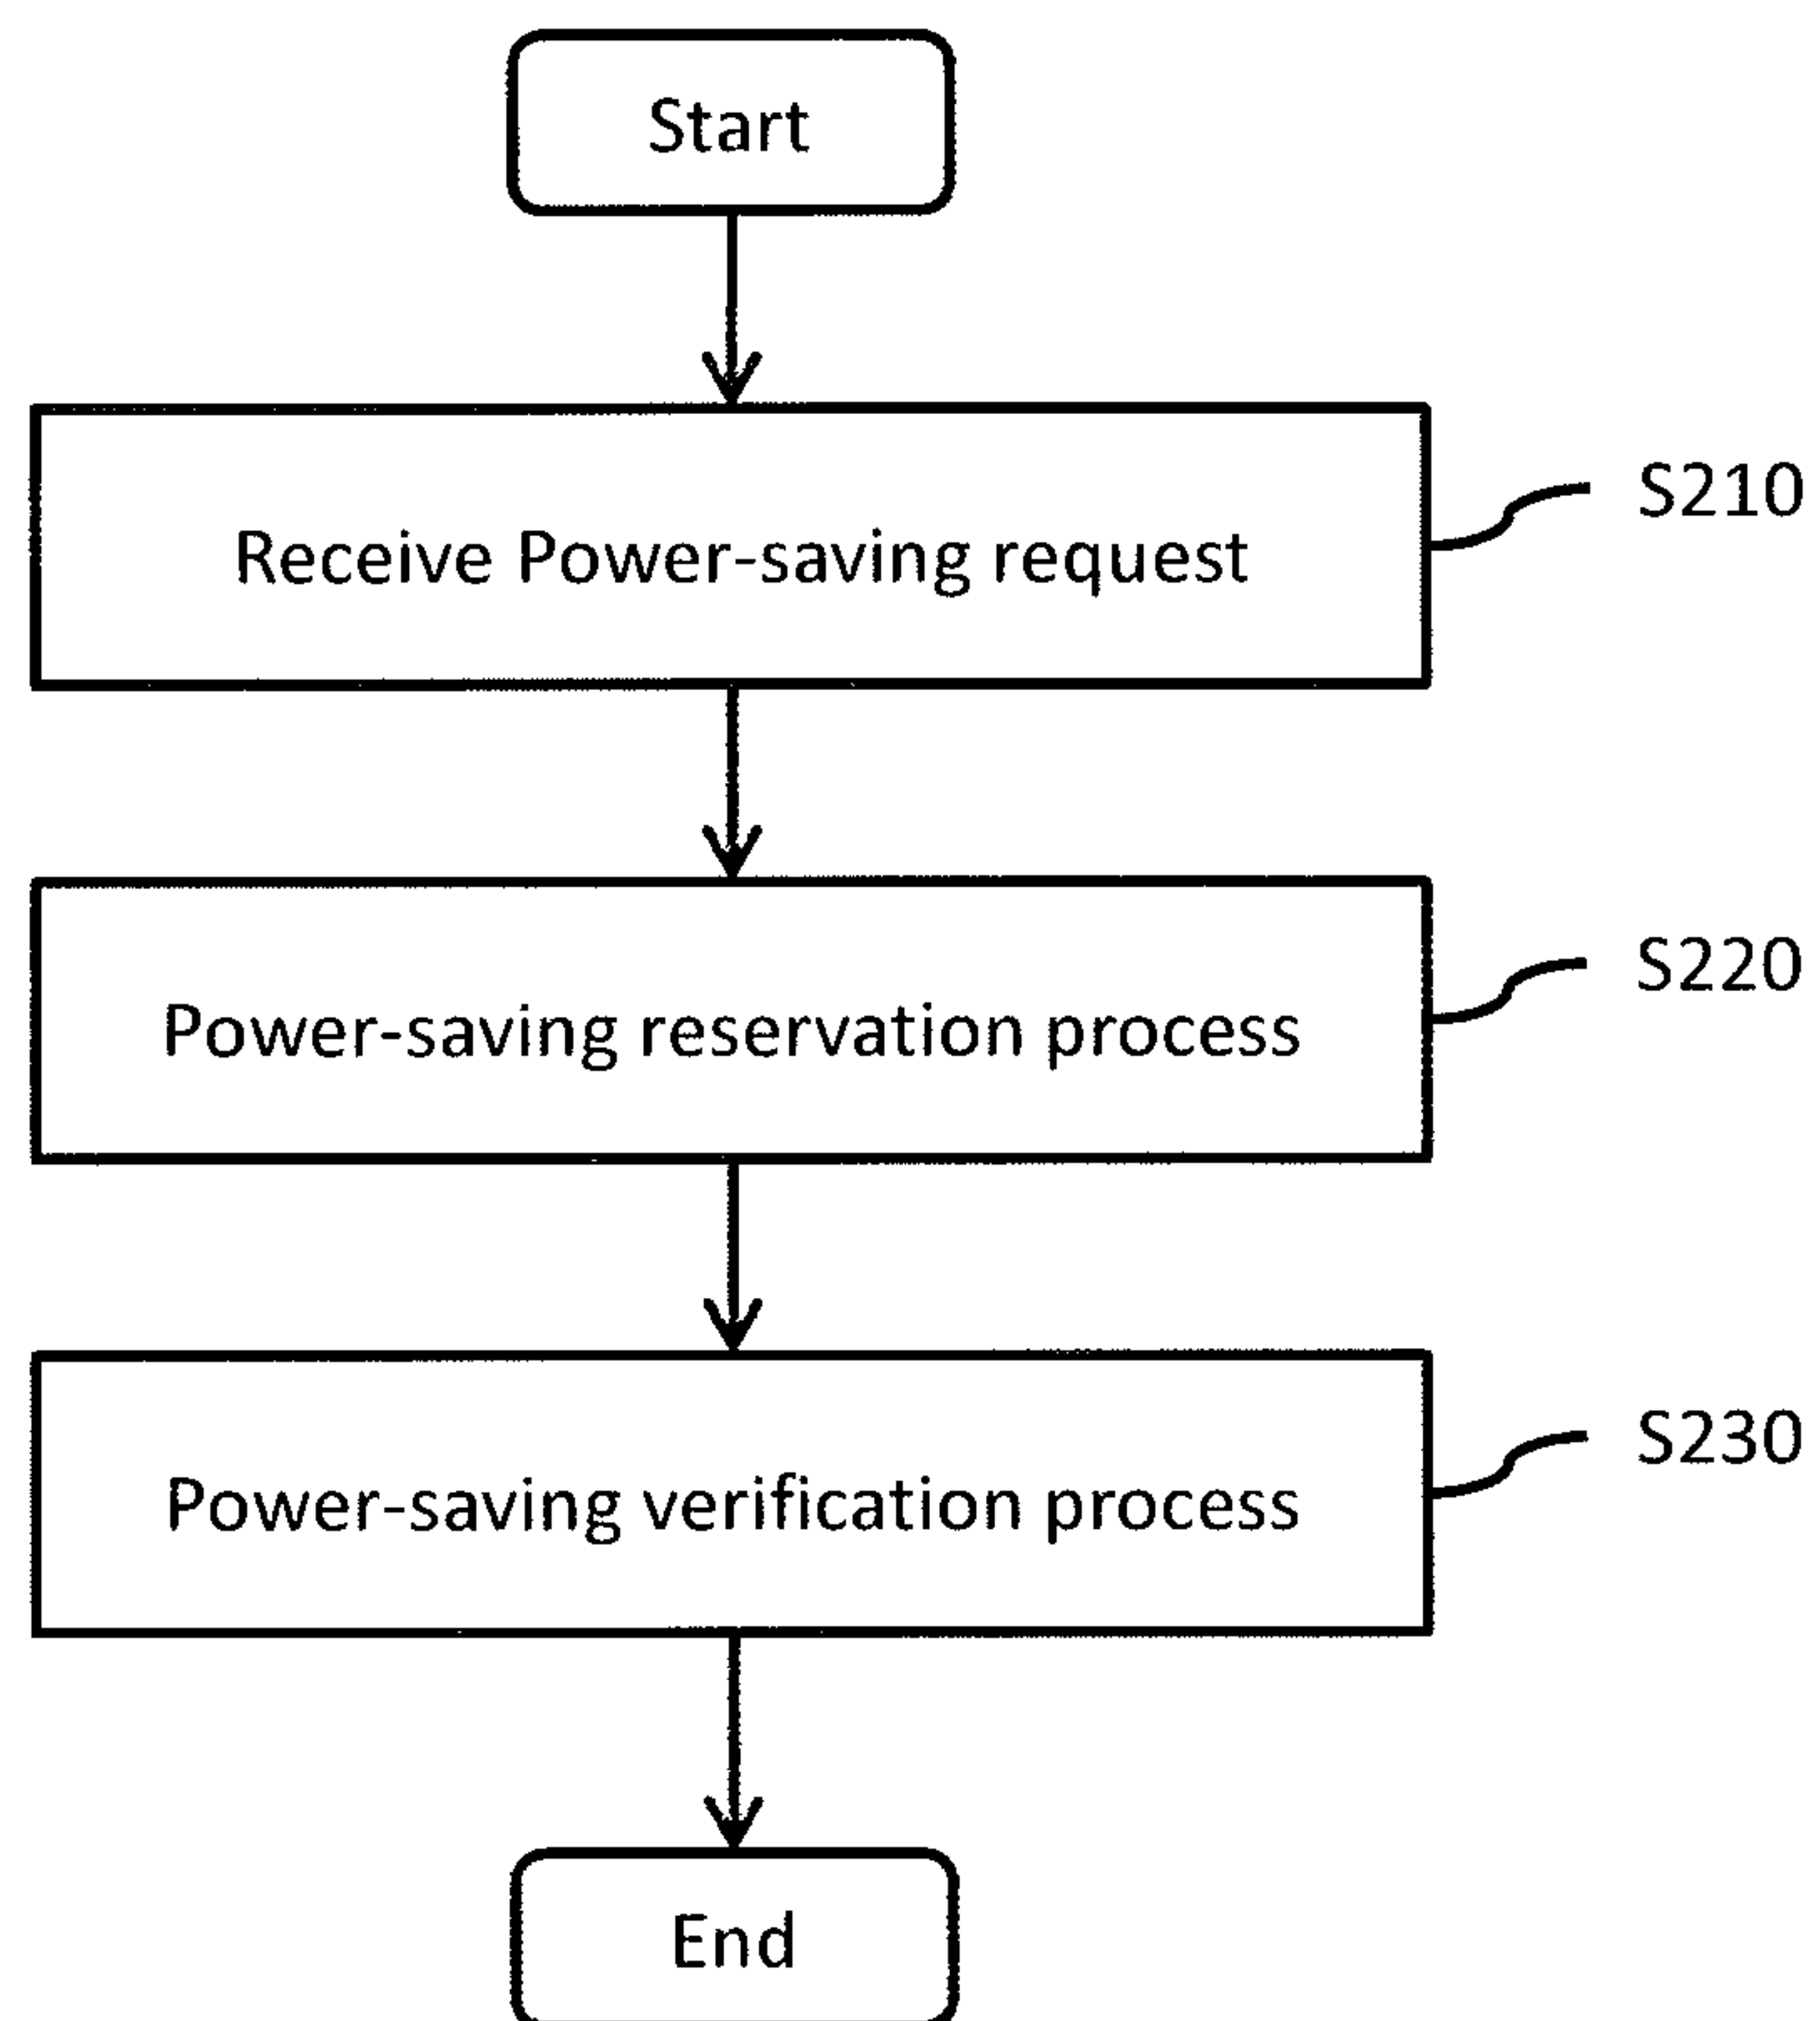 Start
Receive Power-saving request
S210
Power-saving reservation process
S220
Power-saving verification process
S230
End